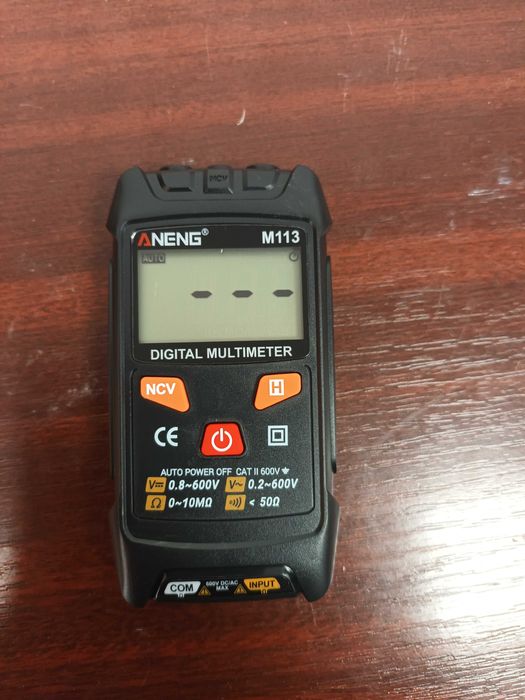 NCV
ANENG® M113
AUTO
- - -
DIGITAL MULTIMETER
NCV H
CE
AUTO POWER OFF CAT II 600V
V 0.8~600V V~ 0.2~600V
Ω 0~10MΩ < 50Ω
COM 600V DC/AC MAX INPUT